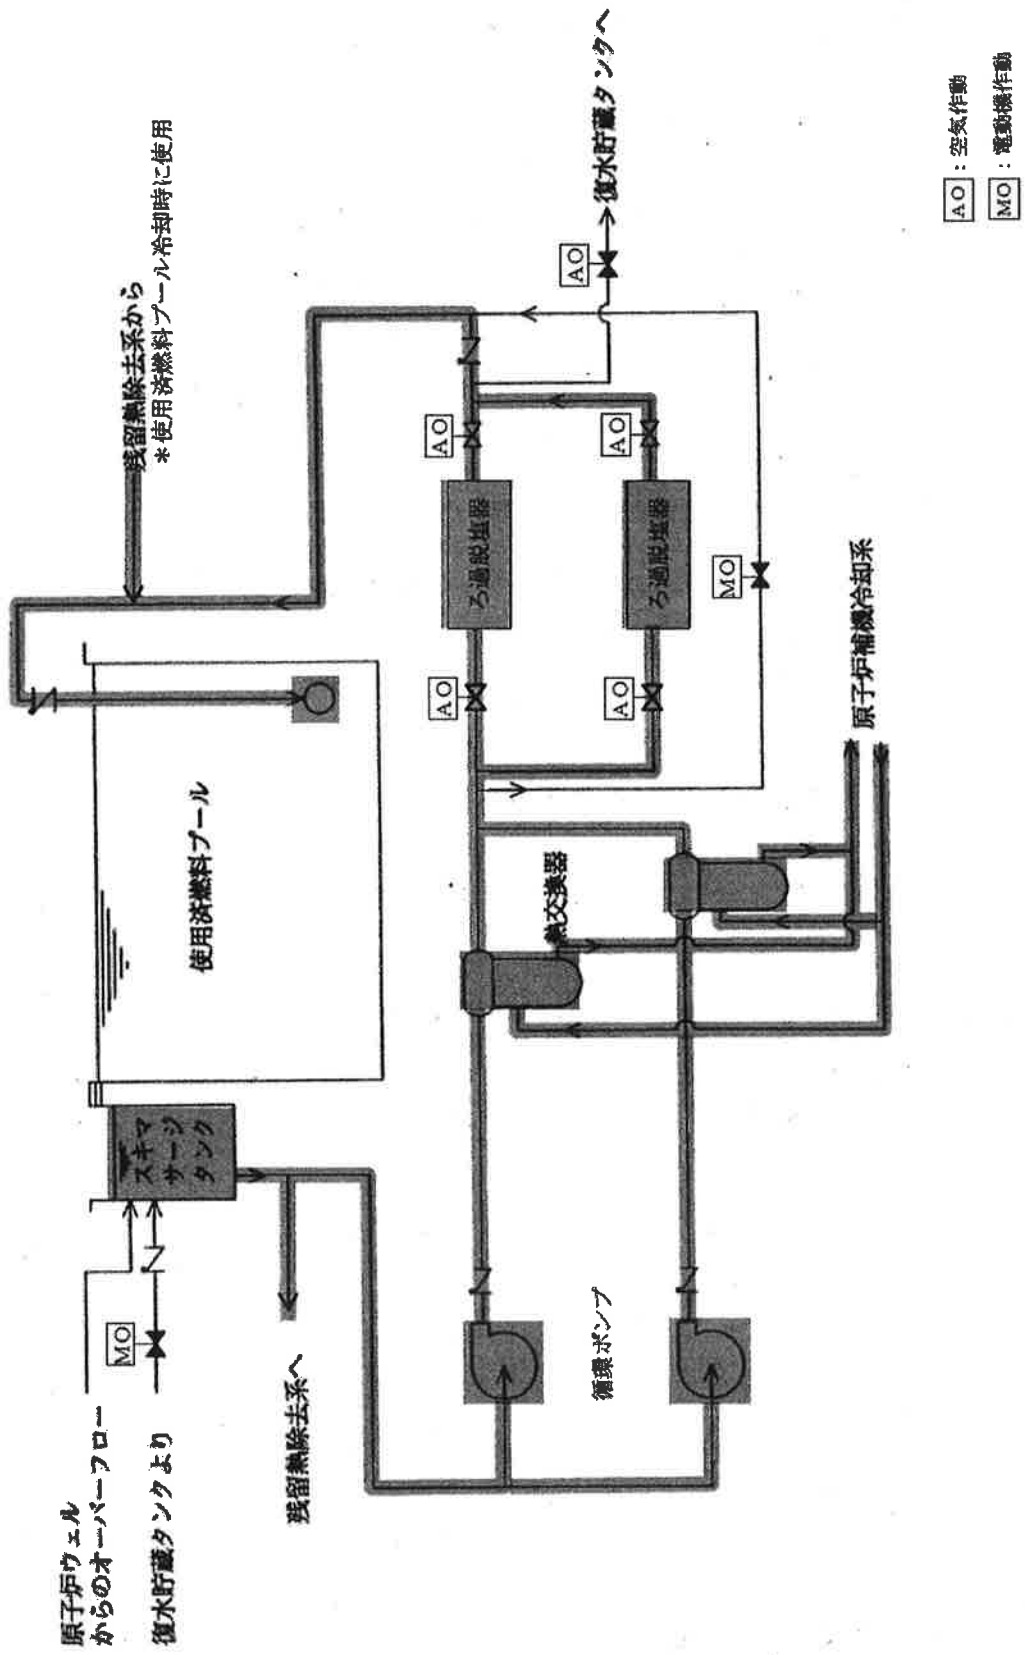 原子炉ウェル
からのオーバーフロー
復水貯蔵タンクより
MO
スキマ
サージ
タンク
残留熱除去系へ
使用済燃料プール
残留熱除去系から
＊使用済燃料プール冷却時に使用
循環ポンプ
熱交換器
原子炉補機冷却系
AO
ろ過脱塩器
AO
AO
ろ過脱塩器
AO
MO
AO
復水貯蔵タンクへ
AO：空気作動
MO：電動機作動